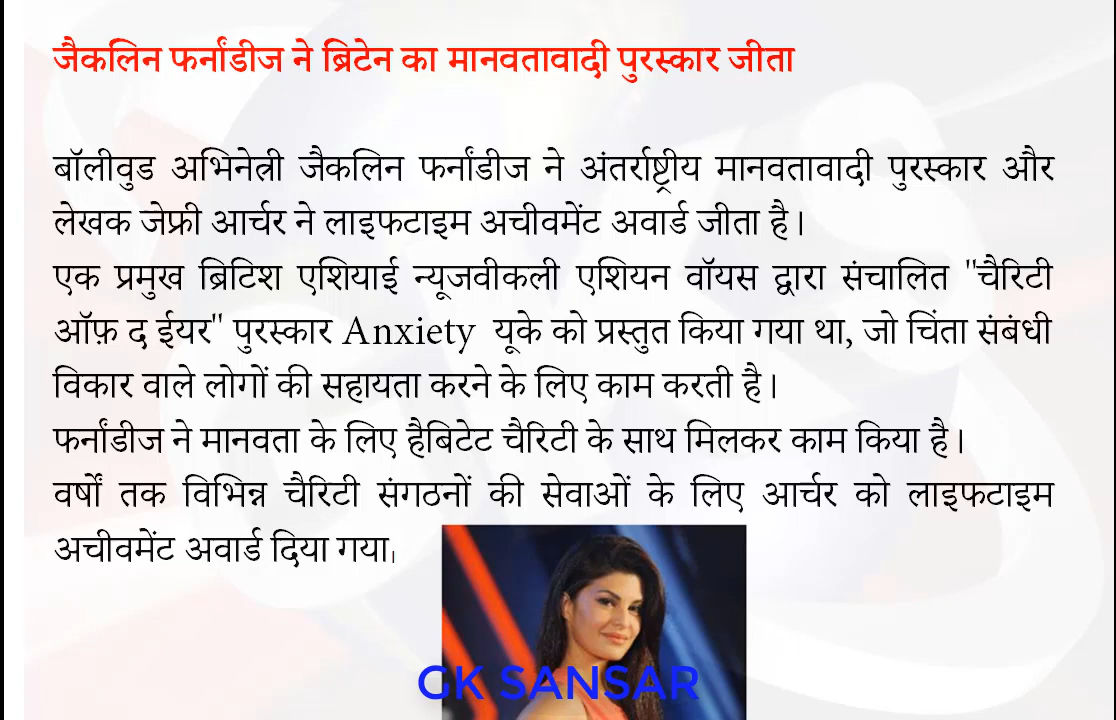 जैकलिन फर्नांडीज ने ब्रिटेन का मानवतावादी पुरस्कार जीता
बॉलीवुड अभिनेत्री जैकलिन फर्नांडीज ने अंतर्राष्ट्रीय मानवतावादी पुरस्कार और
लेखक जेफ्री आर्चर ने लाइफटाइम अचीवमेंट अवार्ड जीता है।
एक प्रमुख ब्रिटिश एशियाई न्यूजवीकली एशियन वॉयस द्वारा संचालित "चैरिटी
ऑफ़ द ईयर" पुरस्कार Anxiety यूके को प्रस्तुत किया गया था, जो चिंता संबंधी
विकार वाले लोगों की सहायता करने के लिए काम करती है।
फर्नांडीज ने मानवता के लिए हैबिटेट चैरिटी के साथ मिलकर काम किया है।
वर्षों तक विभिन्न चैरिटी संगठनों की सेवाओं के लिए आर्चर को लाइफटाइम
अचीवमेंट अवार्ड दिया गया।
GK SANSAR